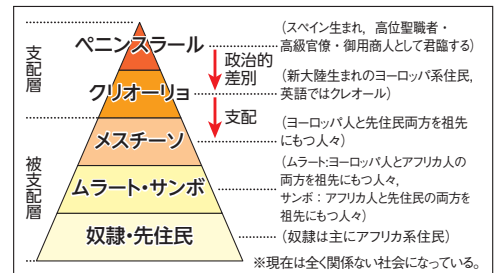 支配層
被支配層
ペニンスラール
クリオーリョ
メスチーソ
ムラート・サンボ
奴隷・先住民
政治的
差別
支配
(スペイン生まれ，高位聖職者・
高級官僚・御用商人として君臨する)
(新大陸生まれのヨーロッパ系住民，
英語ではクレオール)
(ヨーロッパ人と先住民両方を祖先
にもつ人々)
(ムラート：ヨーロッパ人とアフリカ人の
両方を祖先にもつ人々，
サンボ：アフリカ人と先住民の両方を
祖先にもつ人々)
(奴隷は主にアフリカ系住民)
※現在は全く関係ない社会になっている。